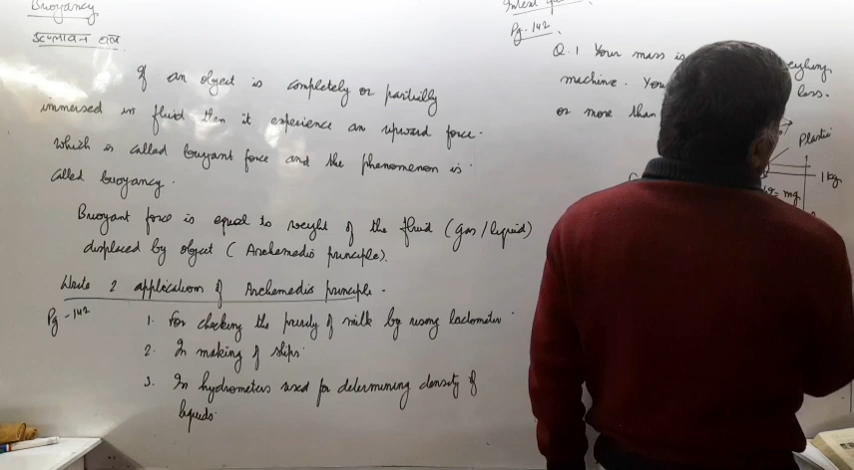 Buoyancy
उत्प्लावन बल
If an object is completely or partially
immersed in fluid then it experience an upward force.
Which is called buoyant force and the phenomenon is
called buoyancy.
Buoyant force is equal to weight of the fluid (gas/liquid)
displaced by object (Archemedis principle).
Write 2 application of Archemedis principle.
Pg-142
1. For checking the purity of milk by using lactometer.
2. In making of ships.
3. In hydrometers used for determining density of
liquids.
Intext
Pg. 142
Q.1 Your mass is
machine. You less.
or more than
Plastic
1 kg
= mg